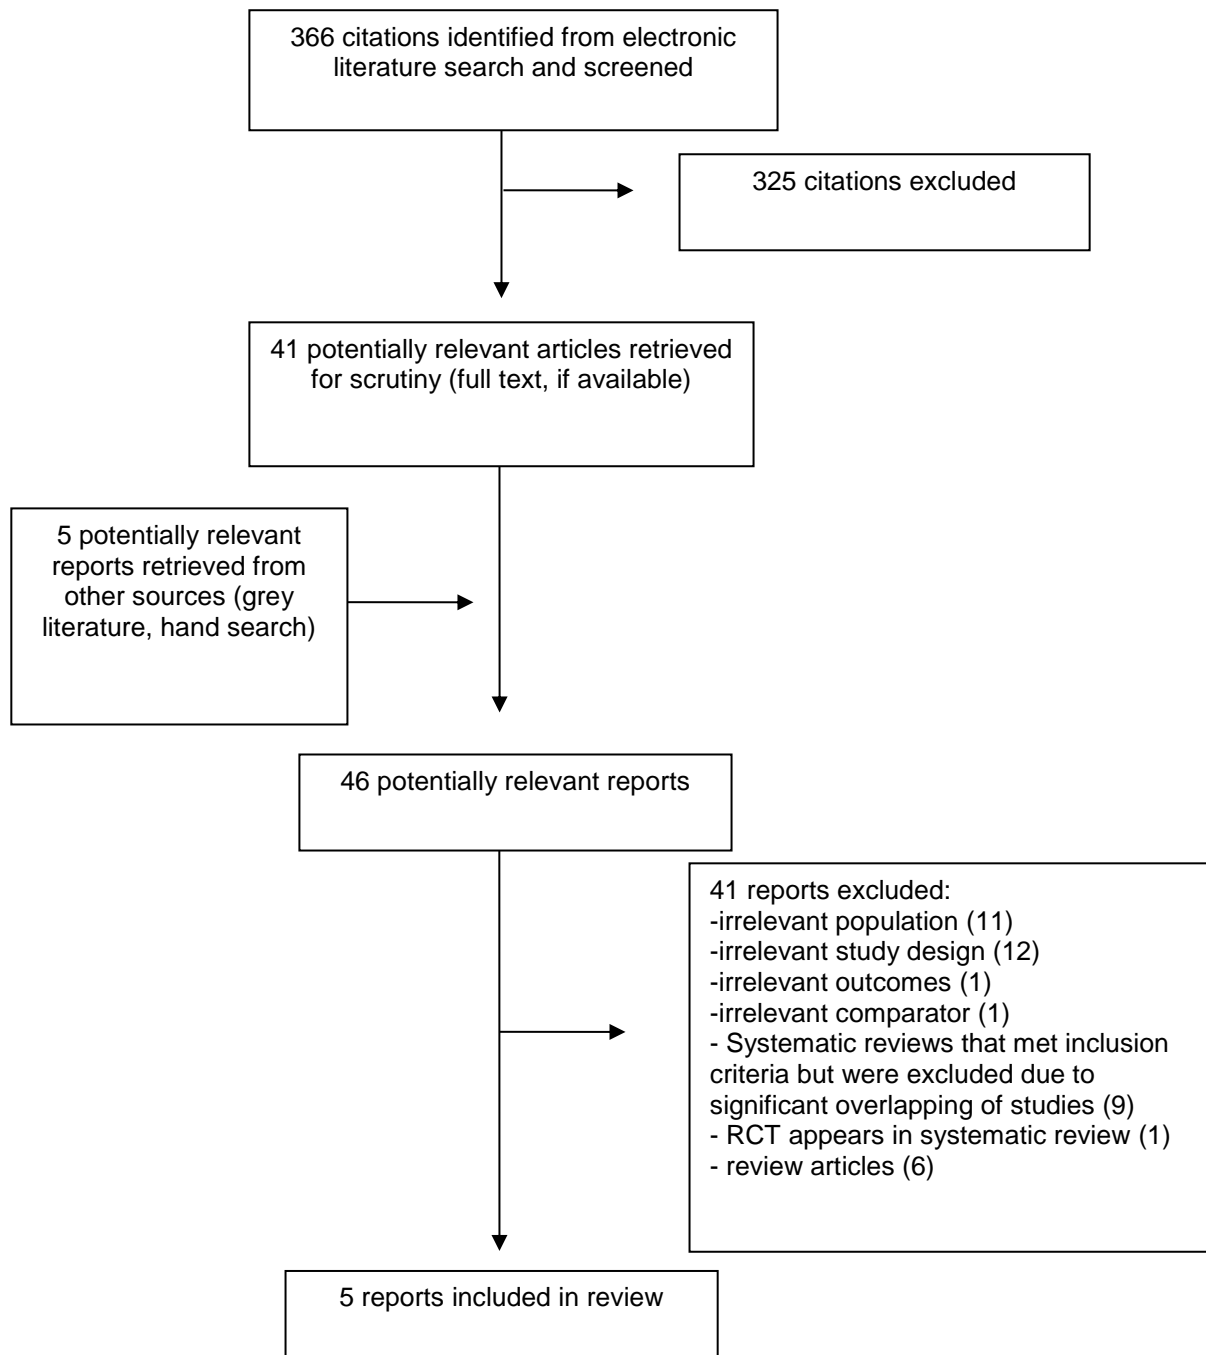 366 citations identified from electronic
literature search and screened
325 citations excluded
41 potentially relevant articles retrieved
for scrutiny (full text, if available)
5 potentially relevant
reports retrieved from
other sources (grey
literature, hand search)
46 potentially relevant reports
41 reports excluded:
-irrelevant population (11)
-irrelevant study design (12)
-irrelevant outcomes (1)
-irrelevant comparator (1)
- Systematic reviews that met inclusion
criteria but were excluded due to
significant overlapping of studies (9)
- RCT appears in systematic review (1)
- review articles (6)
5 reports included in review